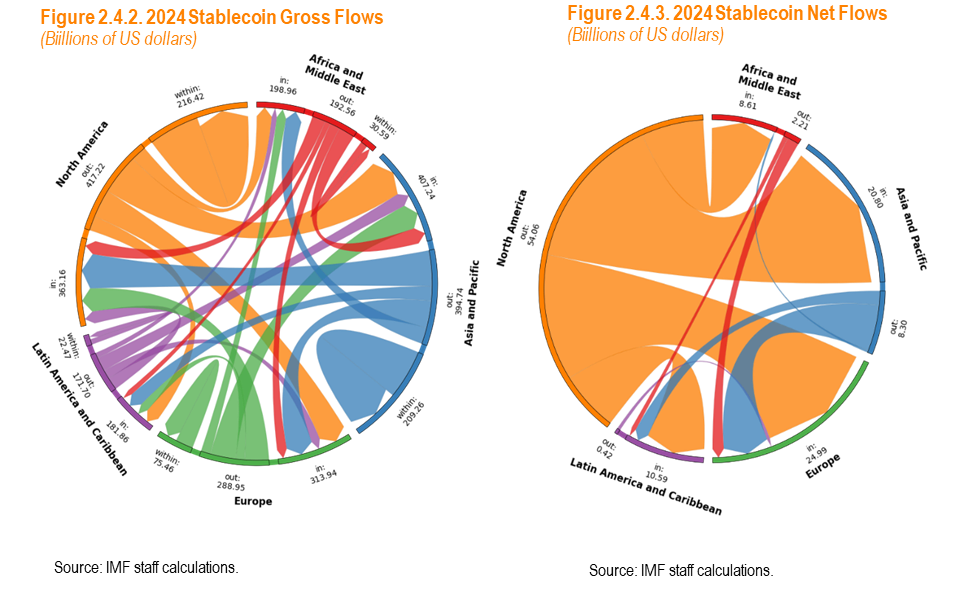 Figure 2.4.2. 2024 Stablecoin Gross Flows
(Biillions of US dollars)
Africa and
Middle East
in:
198.96
out:
192.56
within:
30.59
in:
407.24
Asia and Pacific
out:
394.74
within:
209.26
in:
313.94
Europe
out:
288.95
within:
75.46
in:
181.86
Latin America and Caribbean
out:
171.70
within:
22.47
in:
363.16
North America
out:
417.22
within:
216.42
Source: IMF staff calculations.
Figure 2.4.3. 2024 Stablecoin Net Flows
(Biillions of US dollars)
Africa and
Middle East
in:
8.61
out:
2.21
in:
20.80
Asia and Pacific
out:
8.30
in:
24.99
Europe
in:
10.59
Latin America and Caribbean
out:
0.42
North America
out:
54.06
Source: IMF staff calculations.